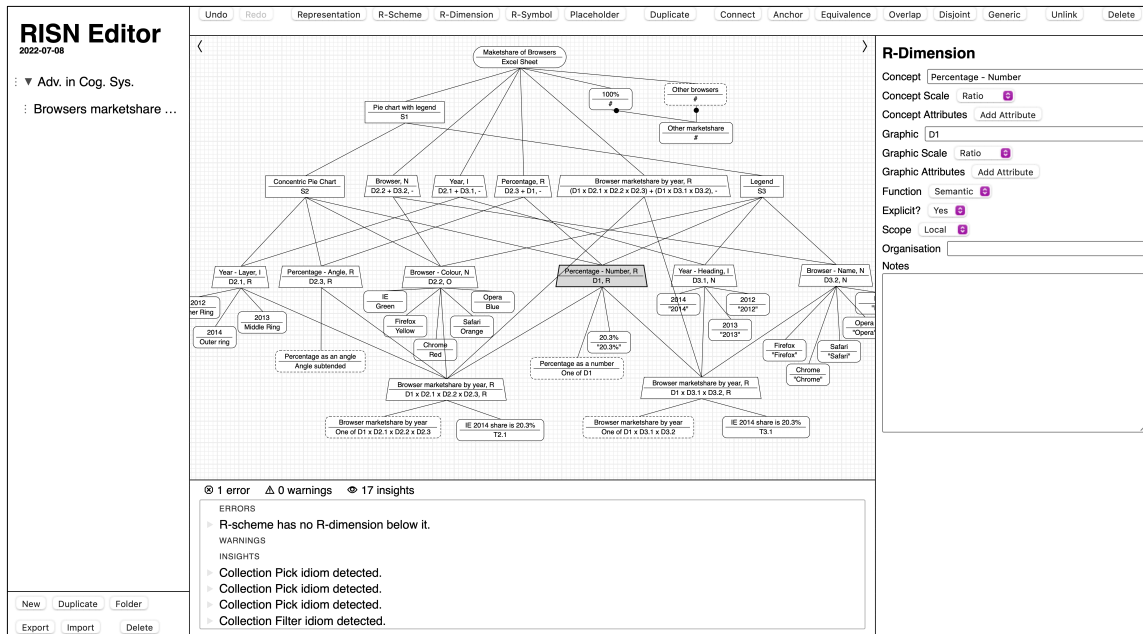 RISN Editor
2022-07-08
▼ Adv. in Cog. Sys.
Browsers marketshare …
New Duplicate Folder
Export Import Delete
Undo Redo Representation R-Scheme R-Dimension R-Symbol Placeholder Duplicate Connect Anchor Equivalence Overlap Disjoint Generic Unlink Delete
Maketshare of Browsers
Excel Sheet
100%
#
Other browsers
#
Pie chart with legend
S1
Other marketshare
#
Concentric Pie Chart
S2
Browser, N
D2.2 + D3.2, -
Year, I
D2.1 + D3.1, -
Percentage, R
D2.3 + D1, -
Browser marketshare by year, R
(D1 x D2.1 x D2.2 x D2.3) + (D1 x D3.1 x D3.2), -
Legend
S3
Year - Layer, I
D2.1, R
Percentage - Angle, R
D2.3, R
Browser - Colour, N
D2.2, O
Percentage - Number, R
D1, R
Year - Heading, I
D3.1, N
Browser - Name, N
D3.2, N
2012
ner Ring
2014
Outer ring
2013
Middle Ring
IE
Green
Firefox
Yellow
Chrome
Red
Safari
Orange
Opera
Blue
20.3%
"20.3%"
2014
"2014"
2013
"2013"
2012
"2012"
Firefox
"Firefox"
Chrome
"Chrome"
Safari
"Safari"
Opera
"Opera"
Percentage as an angle
Angle subtended
Percentage as a number
One of D1
Browser marketshare by year, R
D1 x D2.1 x D2.2 x D2.3, R
Browser marketshare by year, R
D1 x D3.1 x D3.2, R
Browser marketshare by year
One of D1 x D2.1 x D2.2 x D2.3
IE 2014 share is 20.3%
T2.1
Browser marketshare by year
One of D1 x D3.1 x D3.2
IE 2014 share is 20.3%
T3.1
1 error 0 warnings 17 insights
ERRORS
R-scheme has no R-dimension below it.
WARNINGS
INSIGHTS
Collection Pick idiom detected.
Collection Pick idiom detected.
Collection Pick idiom detected.
Collection Filter idiom detected.
R-Dimension
Concept Percentage - Number
Concept Scale Ratio
Concept Attributes Add Attribute
Graphic D1
Graphic Scale Ratio
Graphic Attributes Add Attribute
Function Semantic
Explicit? Yes
Scope Local
Organisation
Notes